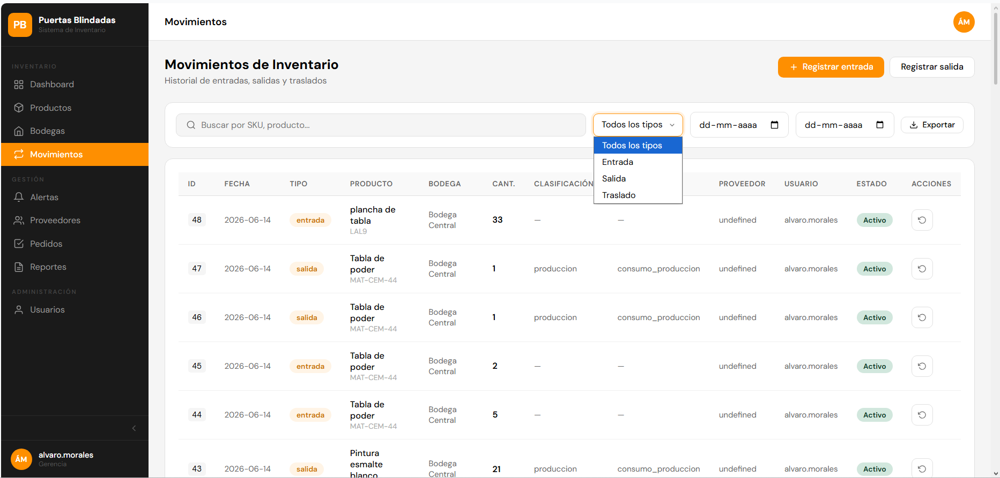 PB
Puertas Blindadas
Sistema de Inventario
INVENTARIO
Dashboard
Productos
Bodegas
Movimientos
GESTIÓN
Alertas
Proveedores
Pedidos
Reportes
ADMINISTRACIÓN
Usuarios
ÁM
alvaro.morales
Gerencia
Movimientos
ÁM
Movimientos de Inventario
Historial de entradas, salidas y traslados
+ Registrar entrada
Registrar salida
Buscar por SKU, producto...
Todos los tipos
dd-mm-aaaa
dd-mm-aaaa
Exportar
Todos los tipos
Entrada
Salida
Traslado
ID FECHA TIPO PRODUCTO BODEGA CANT. CLASIFICACIÓN PROVEEDOR USUARIO ESTADO ACCIONES
48 2026-06-14 entrada plancha de tabla LAL9 Bodega Central 33 — — undefined alvaro.morales Activo
47 2026-06-14 salida Tabla de poder MAT-CEM-44 Bodega Central 1 produccion consumo_produccion undefined alvaro.morales Activo
46 2026-06-14 salida Tabla de poder MAT-CEM-44 Bodega Central 1 produccion consumo_produccion undefined alvaro.morales Activo
45 2026-06-14 entrada Tabla de poder MAT-CEM-44 Bodega Central 2 — — undefined alvaro.morales Activo
44 2026-06-14 entrada Tabla de poder MAT-CEM-44 Bodega Central 5 — — undefined alvaro.morales Activo
43 2026-06-14 salida Pintura esmalte blanco Bodega Central 21 produccion consumo_produccion undefined alvaro.morales Activo